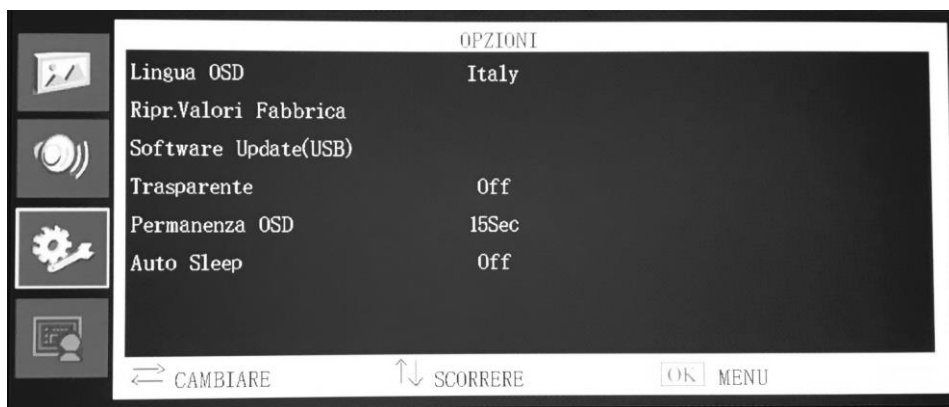 OPZIONI
Lingua OSD Italy
Ripr.Valori Fabbrica
Software Update(USB)
Trasparente Off
Permanenza OSD 15Sec
Auto Sleep Off
CAMBIARE SCORRERE OK MENU